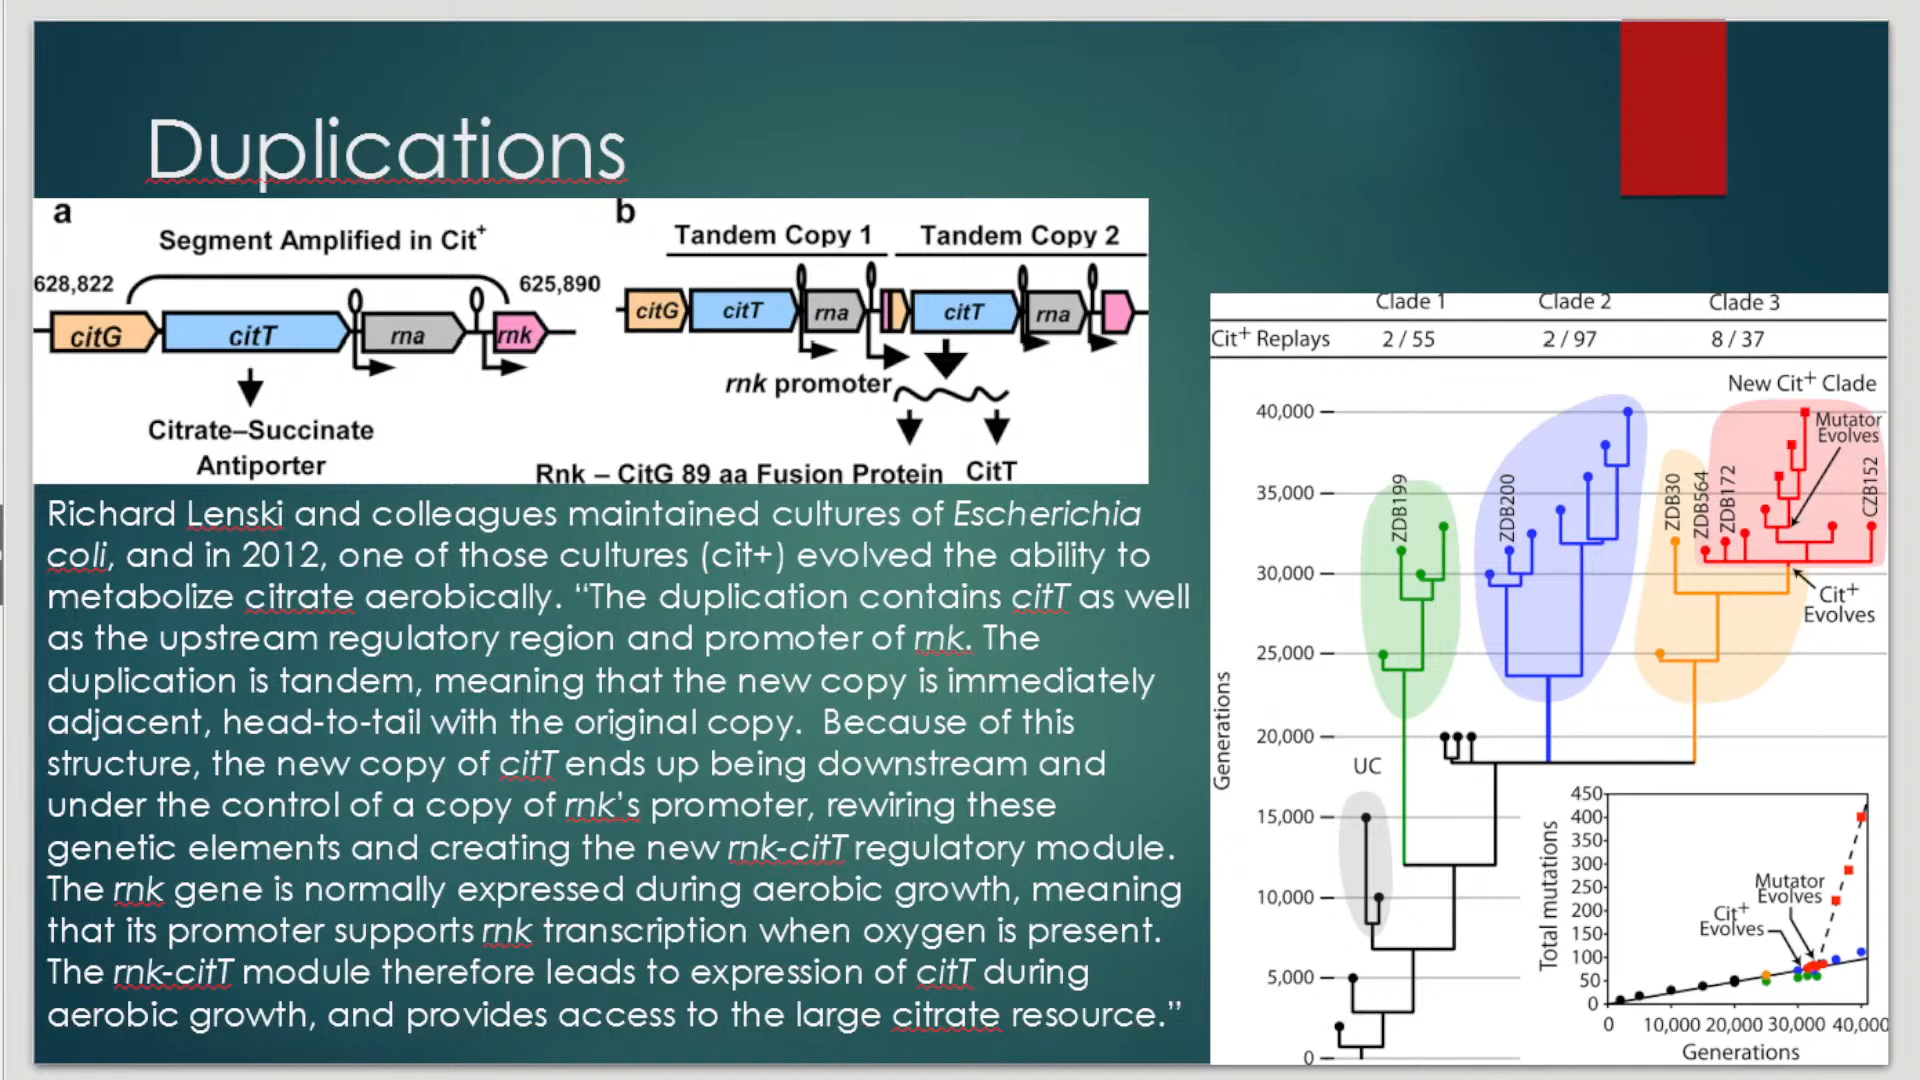 Duplications
a
Segment Amplified in Cit+
628,822
625,890
citG
citT
rna
rnk
Citrate–Succinate
Antiporter
b
Tandem Copy 1
Tandem Copy 2
citG
citT
rna
citT
rna
rnk promoter
Rnk – CitG 89 aa Fusion Protein
CitT
Richard Lenski and colleagues maintained cultures of Escherichia
coli, and in 2012, one of those cultures (cit+) evolved the ability to
metabolize citrate aerobically. “The duplication contains citT as well
as the upstream regulatory region and promoter of rnk. The
duplication is tandem, meaning that the new copy is immediately
adjacent, head-to-tail with the original copy.  Because of this
structure, the new copy of citT ends up being downstream and
under the control of a copy of rnk’s promoter, rewiring these
genetic elements and creating the new rnk-citT regulatory module.
The rnk gene is normally expressed during aerobic growth, meaning
that its promoter supports rnk transcription when oxygen is present.
The rnk-citT module therefore leads to expression of citT during
aerobic growth, and provides access to the large citrate resource.”
Clade 1
Clade 2
Clade 3
Cit+ Replays
2 / 55
2 / 97
8 / 37
New Cit+ Clade
Mutator
Evolves
40,000
35,000
30,000
25,000
20,000
15,000
10,000
5,000
0
Generations
ZDB199
ZDB200
ZDB30
ZDB564
ZDB172
CZB152
Cit+
Evolves
UC
450
400
350
300
250
200
150
100
50
0
Total mutations
Mutator
Evolves
Cit+
Evolves
0
10,000
20,000
30,000
40,000
Generations